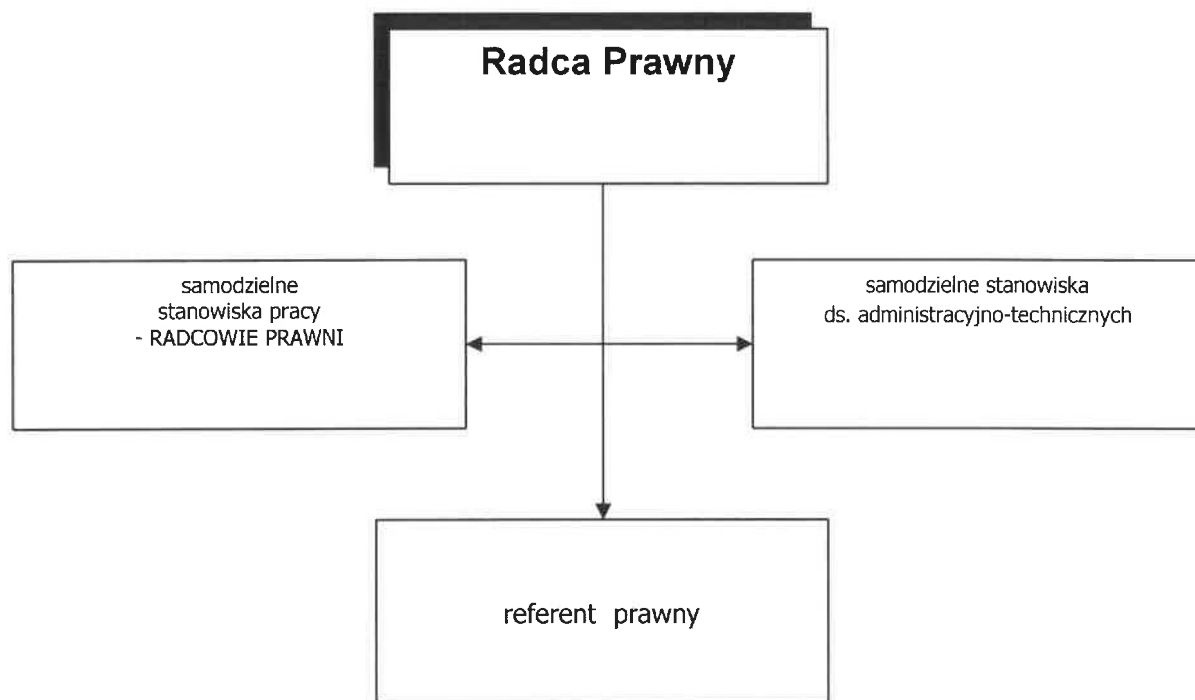 Radca Prawny
samodzielne
stanowiska pracy
- RADCOWIE PRAWNI
samodzielne stanowiska
ds. administracyjno-technicznych
referent prawny